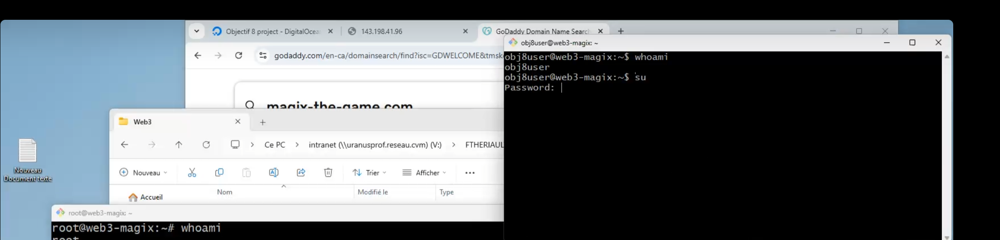 Objectif 8 project - DigitalOcea
143.198.41.96
GoDaddy Domain Name Search
godaddy.com/en-ca/domainsearch/find?isc=GDWELCOME&tmsk
magix-the-game.com
obj8user@web3-magix: ~
obj8user@web3-magix:~$ whoami
obj8user
obj8user@web3-magix:~$ su
Password:
Web3
Ce PC > intranet (\\uranusprof.reseau.cvm) (V:) > FTHERIAUL
Nouveau Trier Afficher
Nom Modifié le Type
Accueil
Nouveau
Document texte
root@web3-magix: ~
root@web3-magix:~# whoami
root